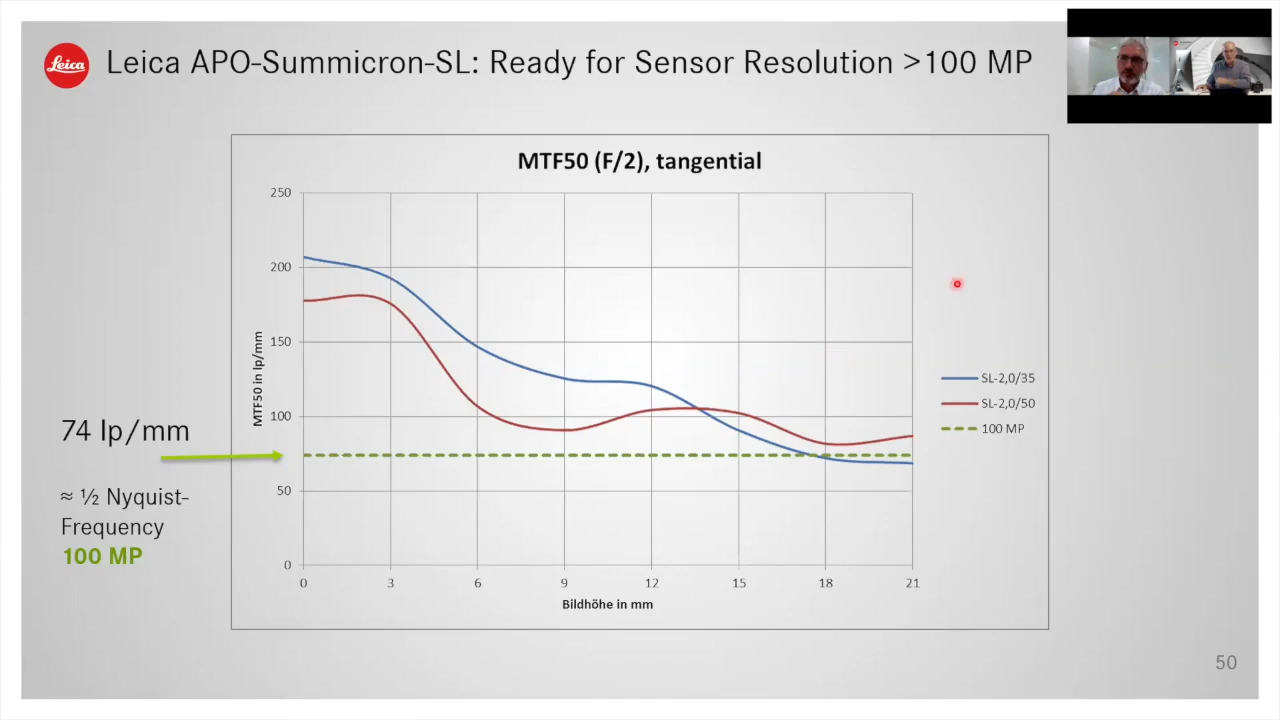 Leica
Leica APO-Summicron-SL: Ready for Sensor Resolution >100 MP
MTF50 (F/2), tangential
MTF50 in lp/mm
250
200
150
100
50
0
0 3 6 9 12 15 18 21
Bildhöhe in mm
SL-2,0/35
SL-2,0/50
100 MP
74 lp/mm
≈ ½ Nyquist-
Frequency
100 MP
50